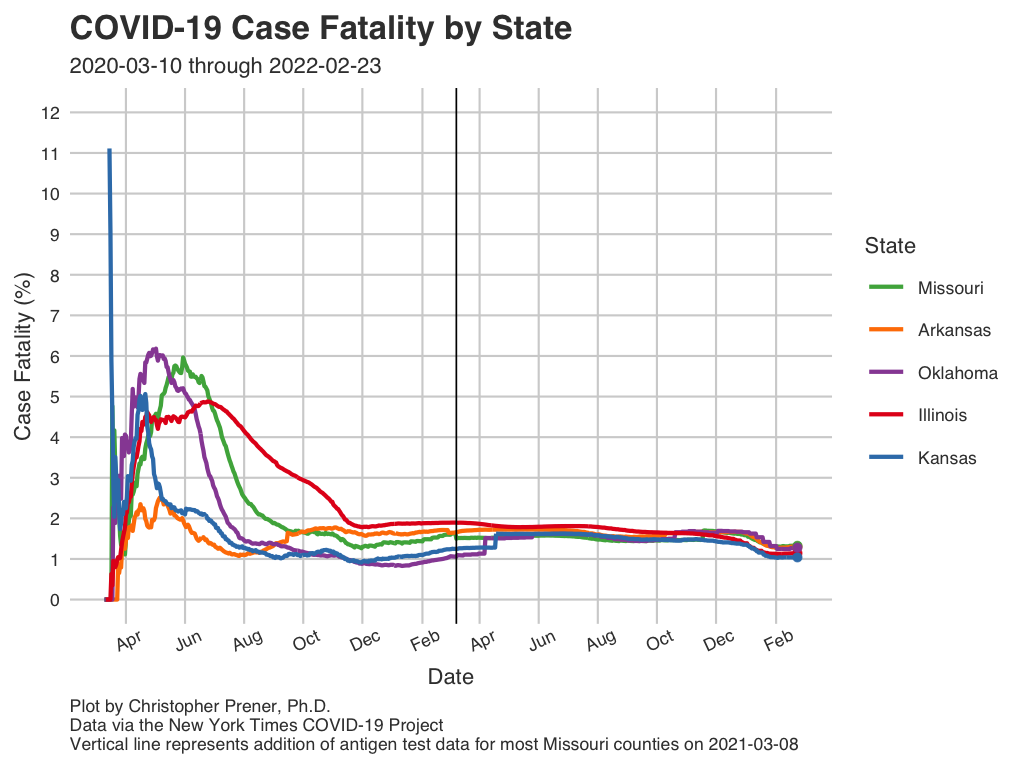 COVID-19 Case Fatality by State
2020-03-10 through 2022-02-23
12
11
10
9
8
7
6
5
4
3
2
1
0
Case Fatality (%)
Apr
Jun
Aug
Oct
Dec
Feb
Apr
Jun
Aug
Oct
Dec
Feb
Date
State
Missouri
Arkansas
Oklahoma
Illinois
Kansas
Plot by Christopher Prener, Ph.D.
Data via the New York Times COVID-19 Project
Vertical line represents addition of antigen test data for most Missouri counties on 2021-03-08